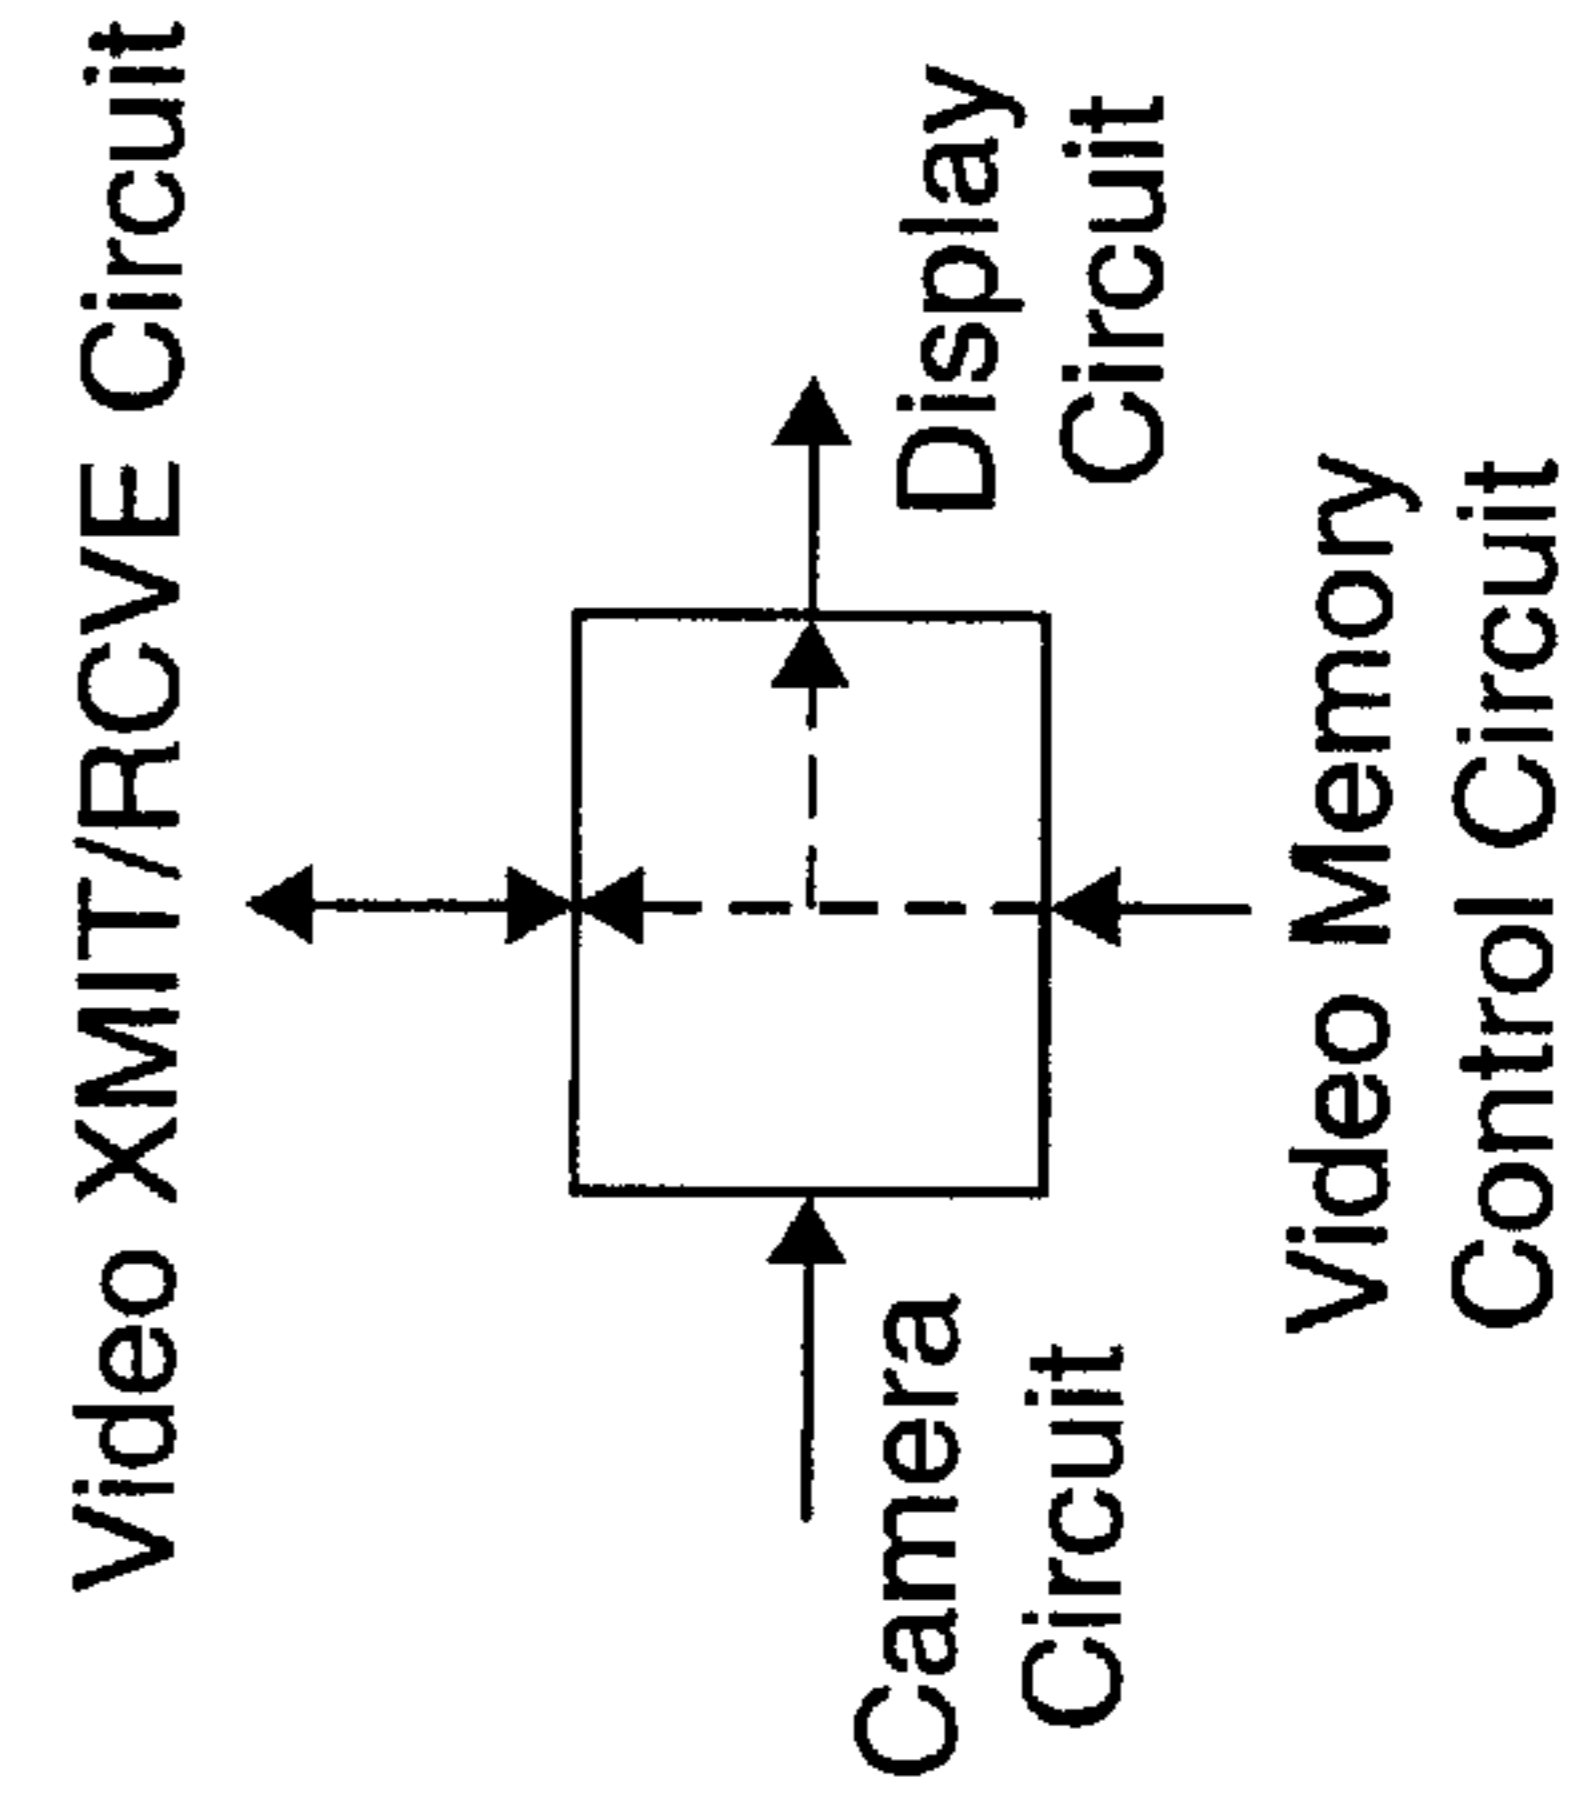 Video XMIT/RCVE Circuit
Camera
Circuit
Display
Circuit
Video Memory
Control Circuit